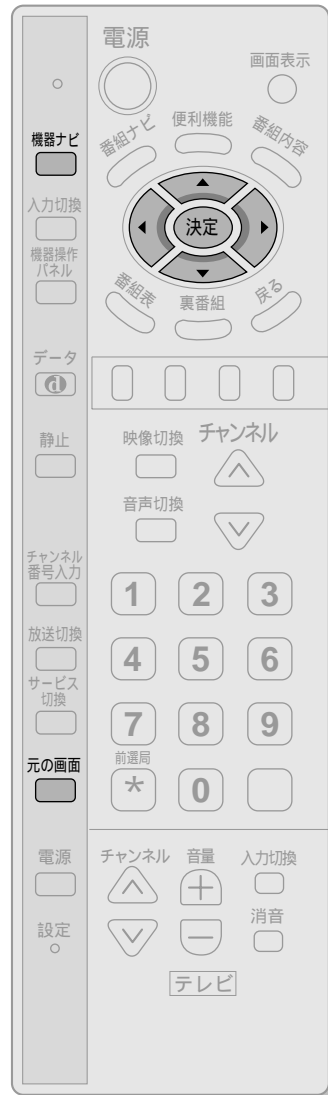 電源
画面表示
機器ナビ
番組ナビ
便利機能
番組内容
入力切換
決定
機器操作
パネル
番組表
裏番組
戻る
データ
d
静止
映像切換
チャンネル
音声切換
チャンネル
番号入力
1 2 3
放送切換
4 5 6
サービス
切換
7 8 9
元の画面
前選局
* 0
電源
チャンネル
音量
入力切換
+
設定
消音
−
テレビ